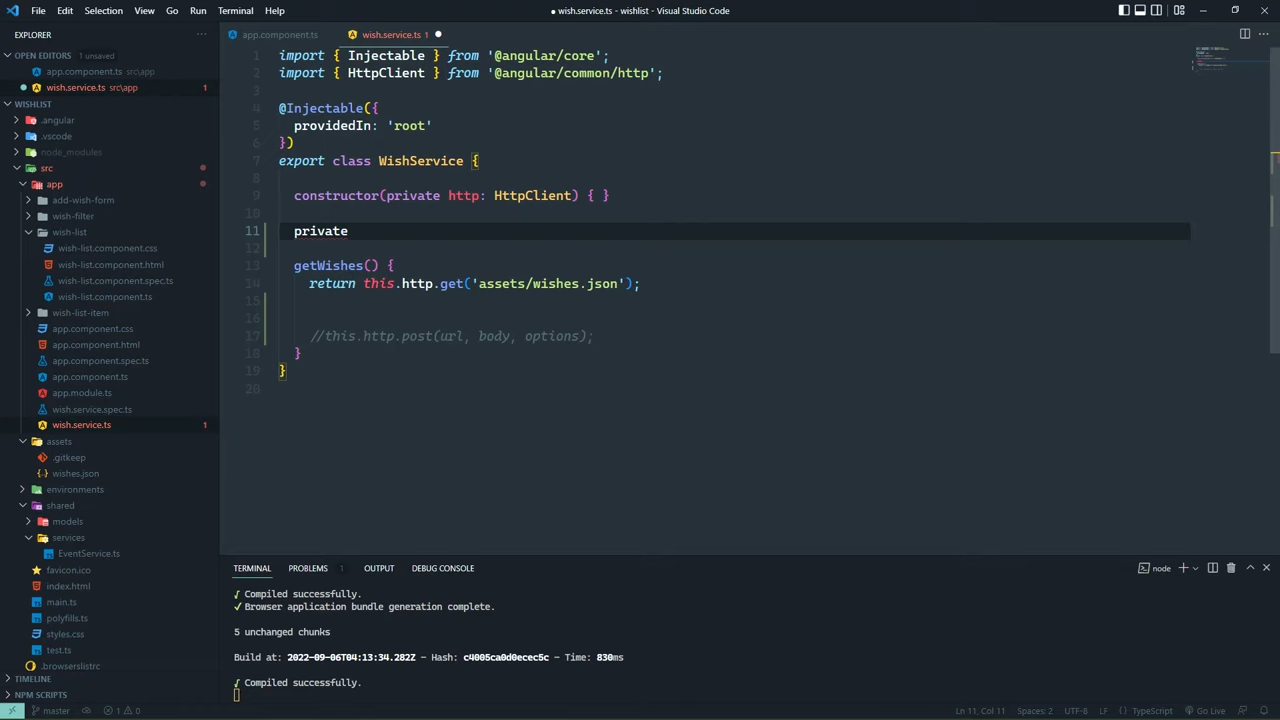 File Edit Selection View Go Run Terminal Help
● wish.service.ts - wishlist - Visual Studio Code
EXPLORER
OPEN EDITORS 1 unsaved
app.component.ts src\app
wish.service.ts src\app 1
WISHLIST
.angular
.vscode
node_modules
src
app
add-wish-form
wish-filter
wish-list
wish-list.component.css
wish-list.component.html
wish-list.component.spec.ts
wish-list.component.ts
wish-list-item
app.component.css
app.component.html
app.component.spec.ts
app.component.ts
app.module.ts
wish.service.spec.ts
wish.service.ts 1
assets
.gitkeep
wishes.json
environments
shared
models
services
EventService.ts
favicon.ico
index.html
main.ts
polyfills.ts
styles.css
test.ts
.browserslistrc
TIMELINE
NPM SCRIPTS
app.component.ts wish.service.ts 1
1 import { Injectable } from '@angular/core';
2 import { HttpClient } from '@angular/common/http';
3
4 @Injectable({
5 providedIn: 'root'
6 })
7 export class WishService {
8
9 constructor(private http: HttpClient) { }
10
11 private
12
13 getWishes() {
14 return this.http.get('assets/wishes.json');
15
16
17 //this.http.post(url, body, options);
18 }
19 }
20
TERMINAL PROBLEMS 1 OUTPUT DEBUG CONSOLE
node
√ Compiled successfully.
✓ Browser application bundle generation complete.
5 unchanged chunks
Build at: 2022-09-06T04:13:34.282Z - Hash: c4005ca0d0ecec5c - Time: 830ms
√ Compiled successfully.
master 1 0
Ln 11, Col 11 Spaces: 2 UTF-8 LF {} TypeScript Go Live